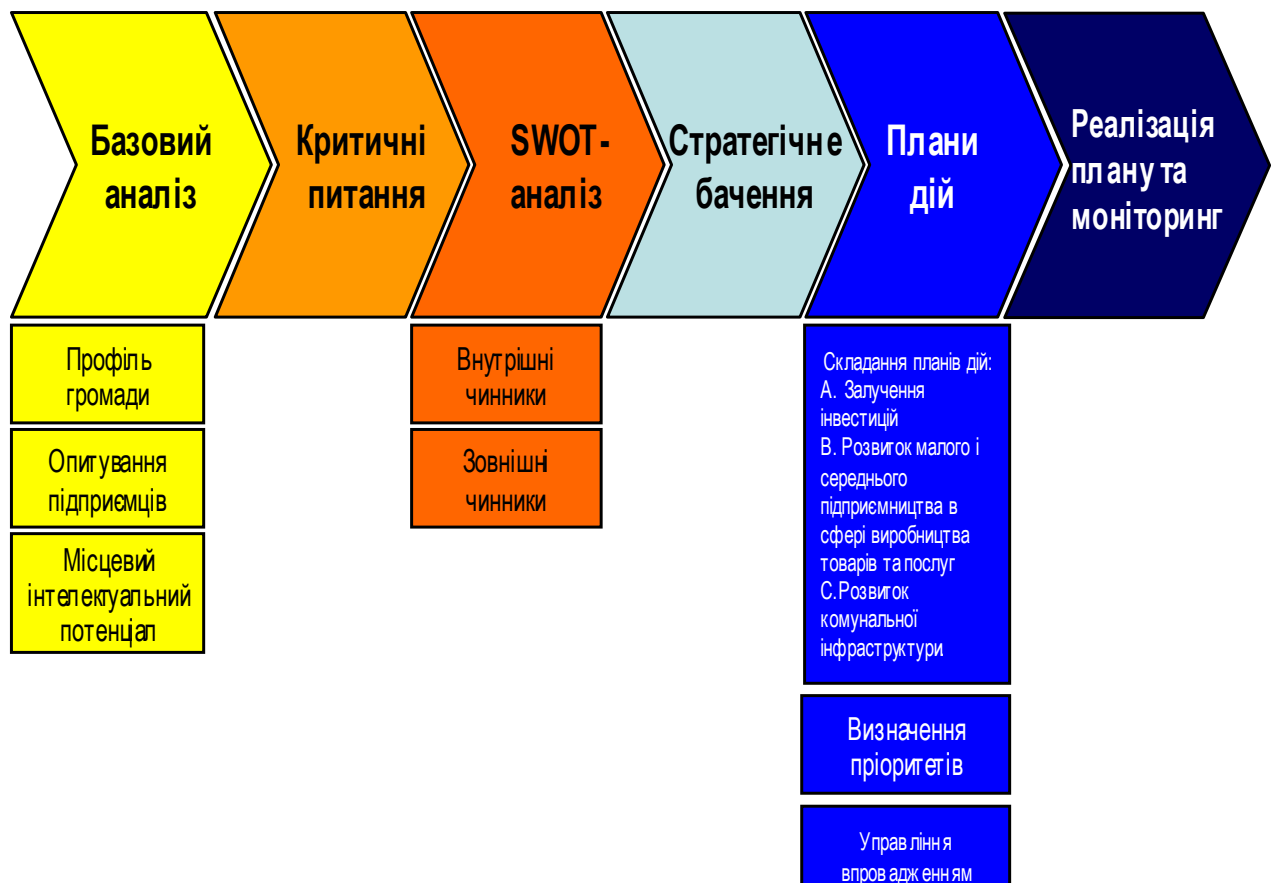 Базовий
аналіз
Критичні
питання
SWOT-
аналіз
Стратегічне
бачення
Плани
дій
Реалізація
плану та
моніторинг
Профіль
громади
Опитування
підприємців
Місцевий
інтелектуальний
потенціал
Внутрішні
чинники
Зовнішні
чинники
Складання планів дій:
А. Залучення
інвестицій
В. Розвиток малого і
середнього
підприємництва в
сфері виробництва
товарів та послуг
С.Розвиток
комунальної
інфраструктури
Визначення
пріоритетів
Управління
впровадженням